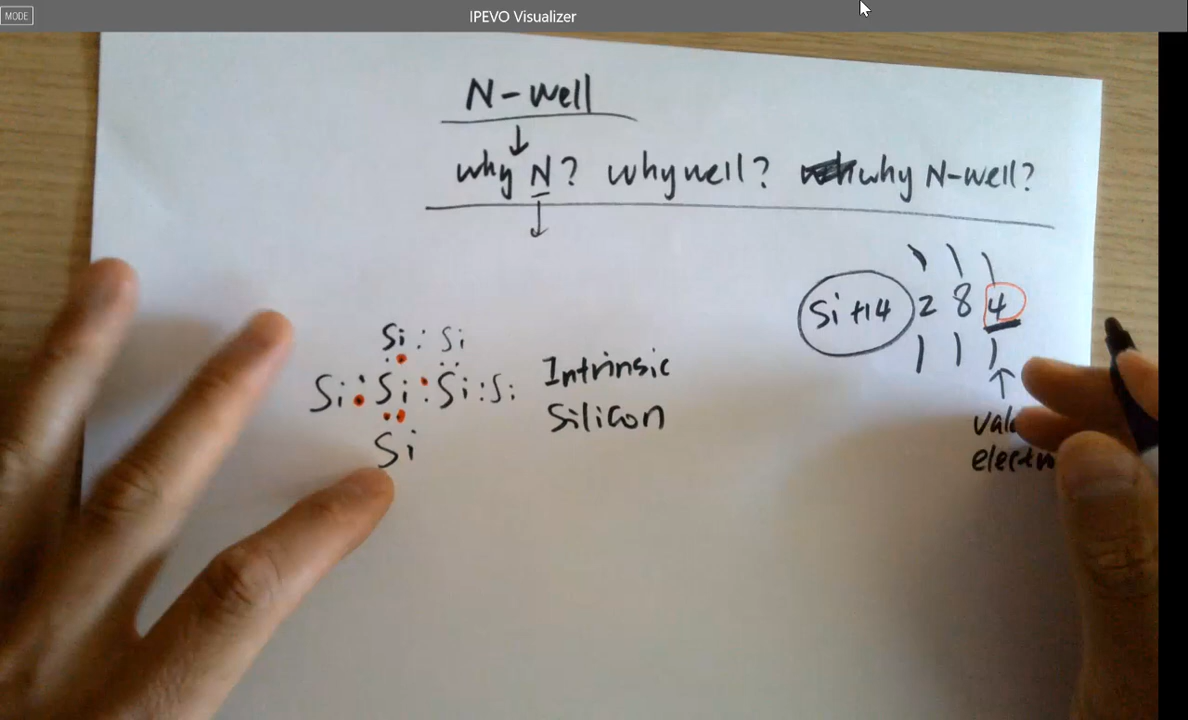 MODE
IPEVO Visualizer
N-well
why N? why well? why N-well?
Si +14 2 8 4
Si : Si
Si : Si : Si : Si
Intrinsic
Silicon
Si